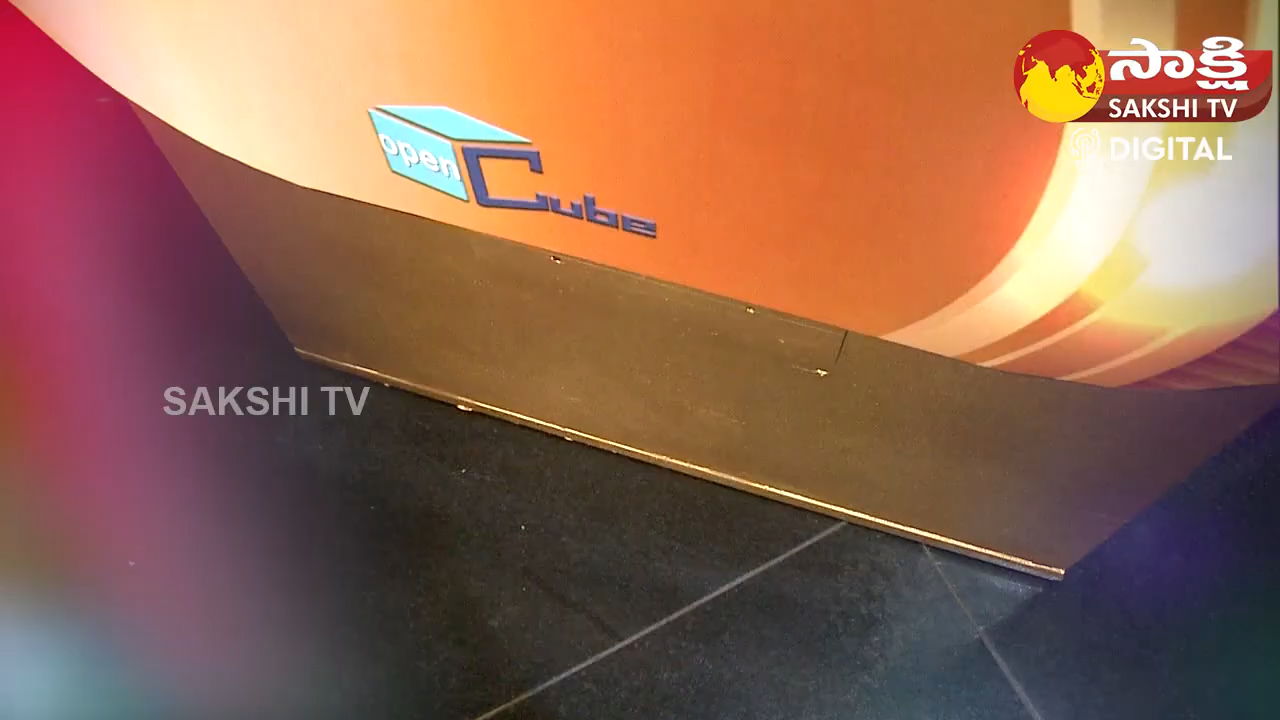 సాక్షి
SAKSHI TV
DIGITAL
open
Cube
SAKSHI TV